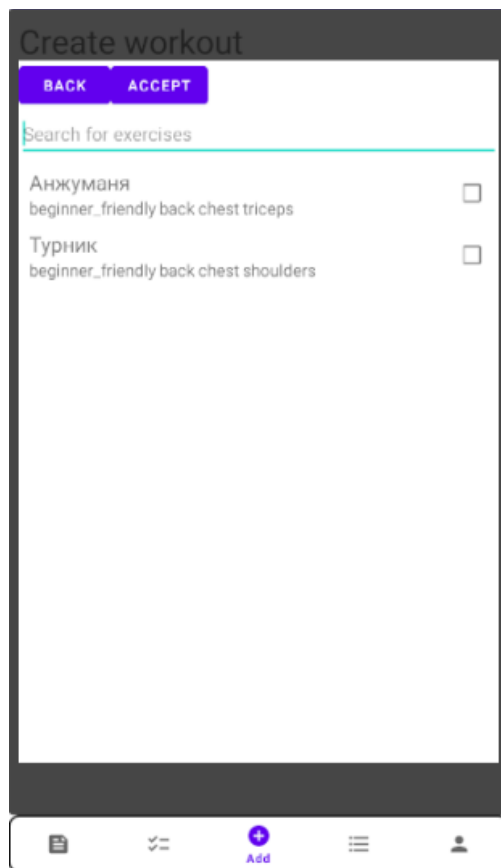 Create workout
BACK ACCEPT
Search for exercises
Анжуманя
beginner_friendly back chest triceps
Турник
beginner_friendly back chest shoulders
Add